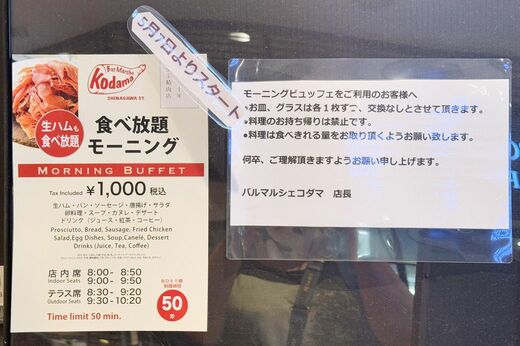 5月7日よりスタート
Bar Marche
Kodama
SHINAGAWA ST.
生ハムも
食べ放題
食べ放題
モーニング
MORNING BUFFET
Tax Included ¥1,000 税込
生ハム・パン・ソーセージ・唐揚げ・サラダ
卵料理・スープ・カヌレ・デザート
ドリンク（ジュース・紅茶・コーヒー）
Prosciutto, Bread, Sausage, Fried Chicken
Salad,Egg Dishes, Soup,Canelé, Dessert
Drinks (Juice, Tea, Coffee)
店内席 8:00- 8:50
Indoor Seats 9:00 - 9:50
テラス席 8:30 - 9:20
Outdoor Seats 9:30 - 10:20
おひとり様
制限時間
50
分
Time limit 50 min.
モーニングビュッフェをご利用のお客様へ
●お皿、グラスは各１枚ずつ、交換なしとさせて頂きます。
●料理のお持ち帰りは禁止です。
●料理は食べきれる量をお取り頂くようお願い致します。
何卒、ご理解頂きますようお願い申し上げます。
バルマルシェコダマ　店長